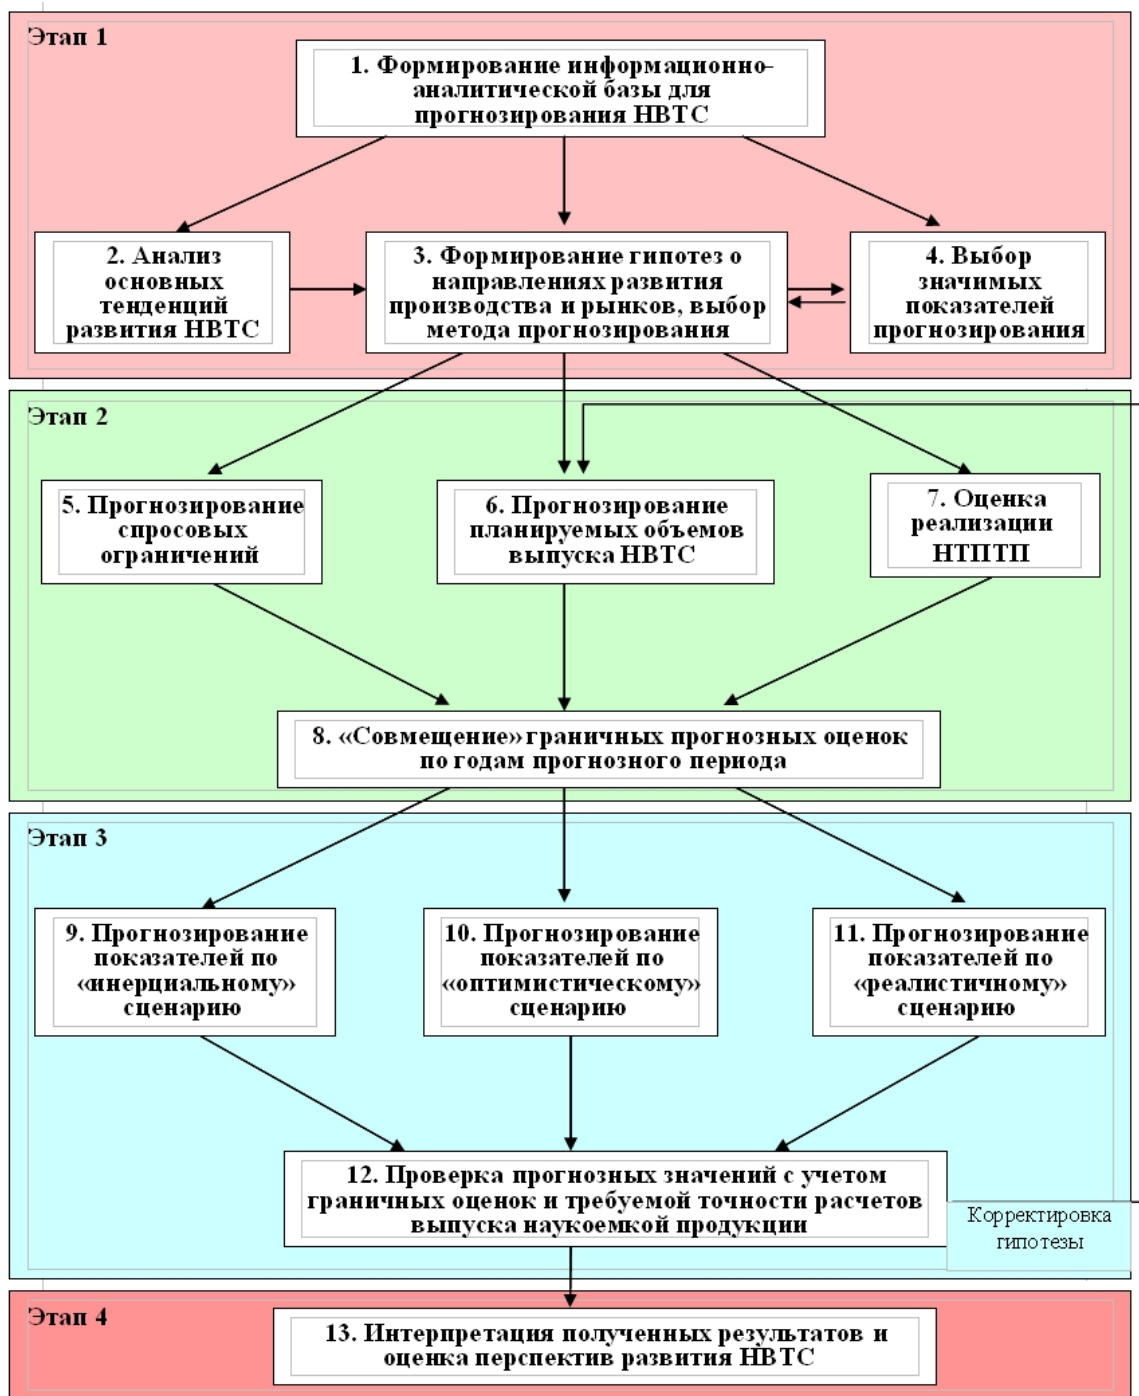 Этап 1
1. Формирование информационно-
аналитической базы для
прогнозирования НВТС
2. Анализ
основных
тенденций
развития НВТС
3. Формирование гипотез о
направлениях развития
производства и рынков, выбор
метода прогнозирования
4. Выбор
значимых
показателей
прогнозирования
Этап 2
5. Прогнозирование
спросовых
ограничений
6. Прогнозирование
планируемых объемов
выпуска НВТС
7. Оценка
реализации
НТПТП
8. «Совмещение» граничных прогнозных оценок
по годам прогнозного периода
Этап 3
9. Прогнозирование
показателей по
«инерциальному»
сценарию
10. Прогнозирование
показателей по
«оптимистическому»
сценарию
11. Прогнозирование
показателей по
«реалистичному»
сценарию
12. Проверка прогнозных значений с учетом
граничных оценок и требуемой точности расчетов
выпуска наукоемкой продукции
Корректировка
гипотезы
Этап 4
13. Интерпретация полученных результатов и
оценка перспектив развития НВТС